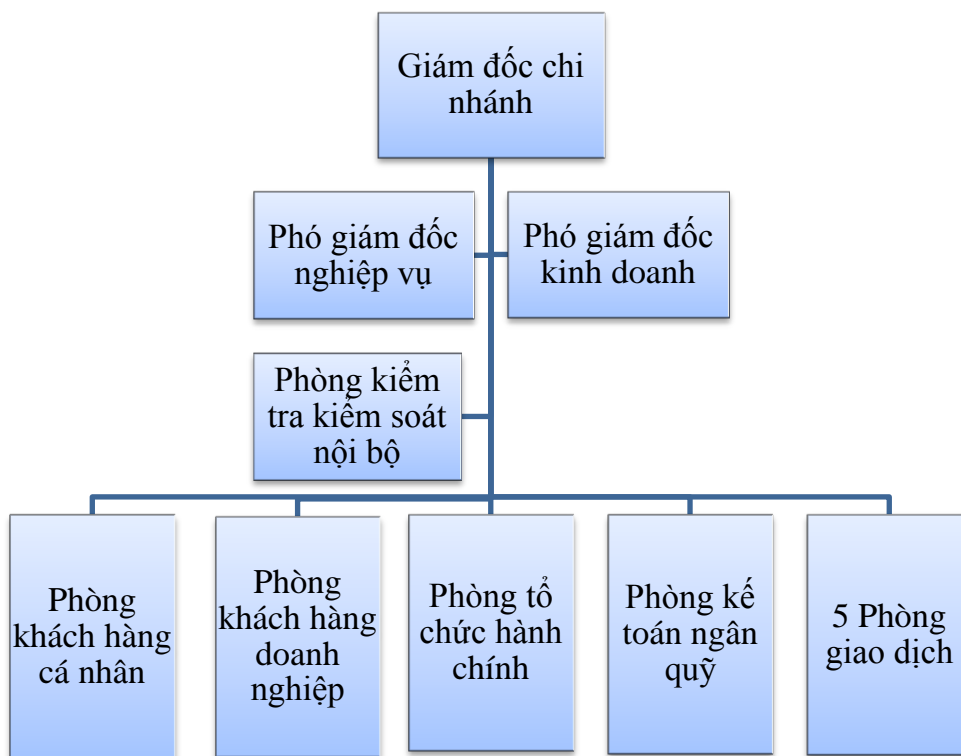 Giám đốc chi
nhánh
Phó giám đốc
nghiệp vụ
Phó giám đốc
kinh doanh
Phòng kiểm
tra kiểm soát
nội bộ
Phòng
khách hàng
cá nhân
Phòng
khách hàng
doanh
nghiệp
Phòng tổ
chức hành
chính
Phòng kế
toán ngân
quỹ
5 Phòng
giao dịch